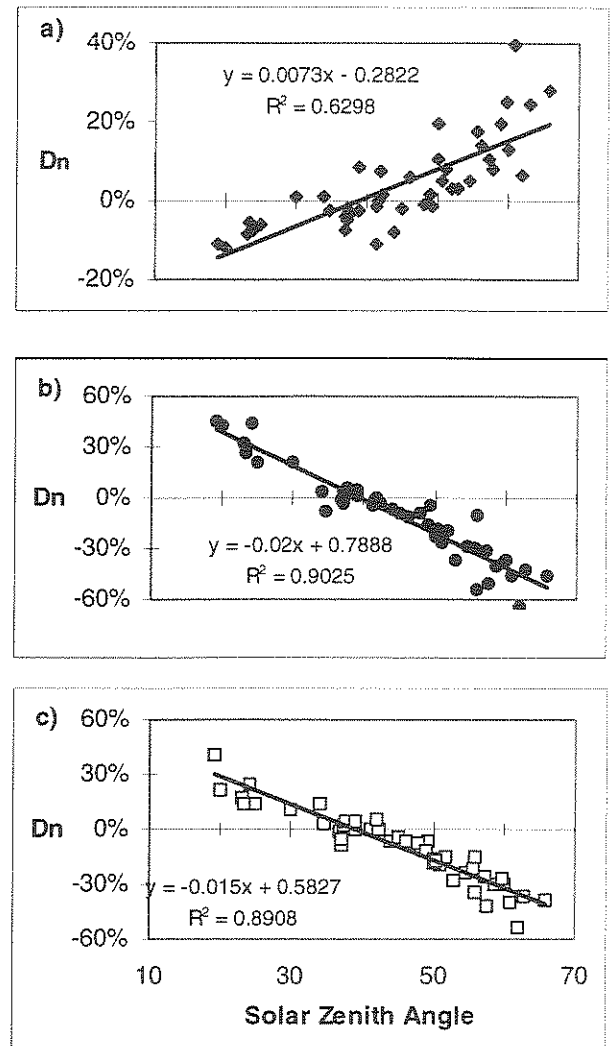 a)
40%
y = 0.0073x - 0.2822
R² = 0.6298
20%
Dn
0%
-20%
b)
60%
30%
Dn
0%
y = -0.02x + 0.7888
R² = 0.9025
-30%
-60%
c)
60%
30%
Dn
0%
-30%
y = -0.015x + 0.5827
R² = 0.8908
-60%
10 30 50 70
Solar Zenith Angle